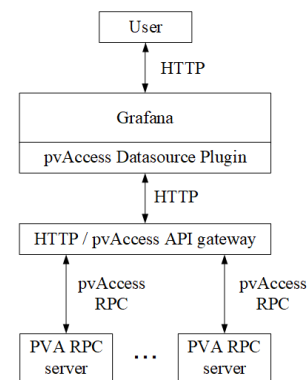 User
HTTP
Grafana
pvAccess Datasource Plugin
HTTP
HTTP / pvAccess API gateway
pvAccess pvAccess
RPC RPC
PVA RPC ... PVA RPC
server server